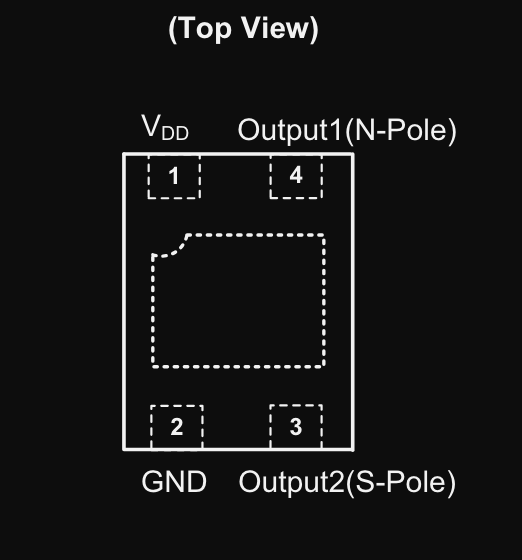 (Top View)
VDD Output1(N-Pole)
1 4
2 3
GND Output2(S-Pole)